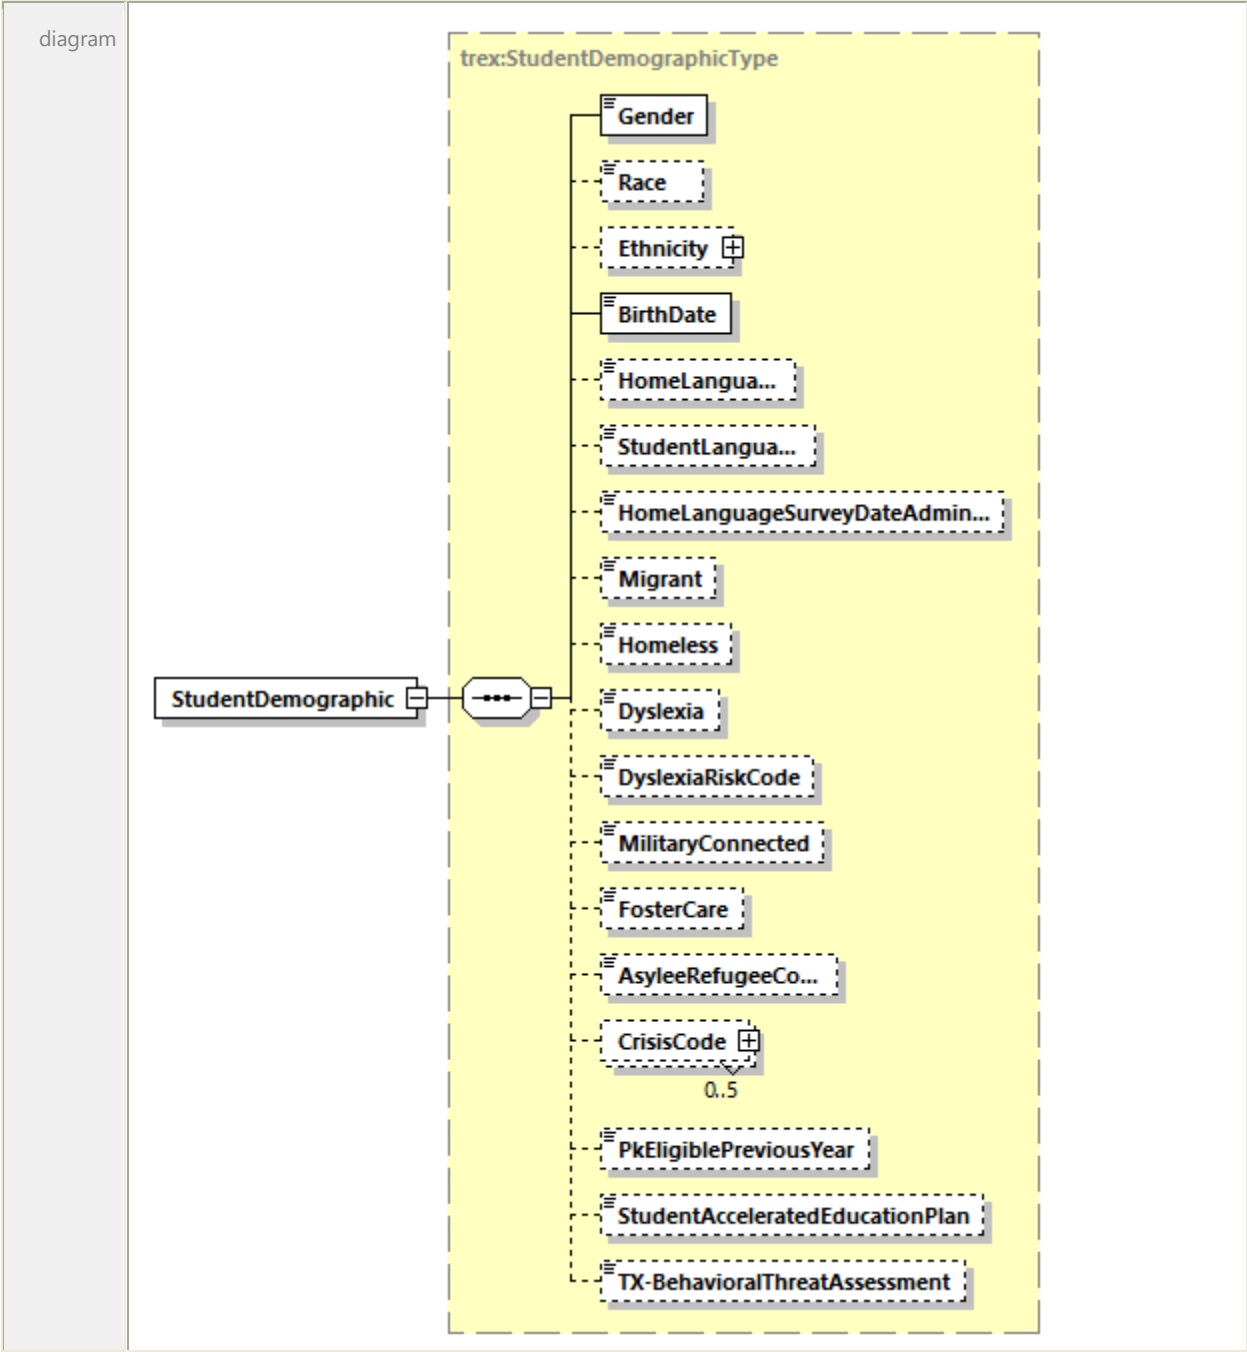 diagram
trex:StudentDemographicType
Gender
Race
Ethnicity
BirthDate
HomeLangua...
StudentLangua...
HomeLanguageSurveyDateAdmin...
Migrant
Homeless
StudentDemographic
Dyslexia
DyslexiaRiskCode
MilitaryConnected
FosterCare
AsyleeRefugeeCo...
CrisisCode
0..5
PkEligiblePreviousYear
StudentAcceleratedEducationPlan
TX-BehavioralThreatAssessment